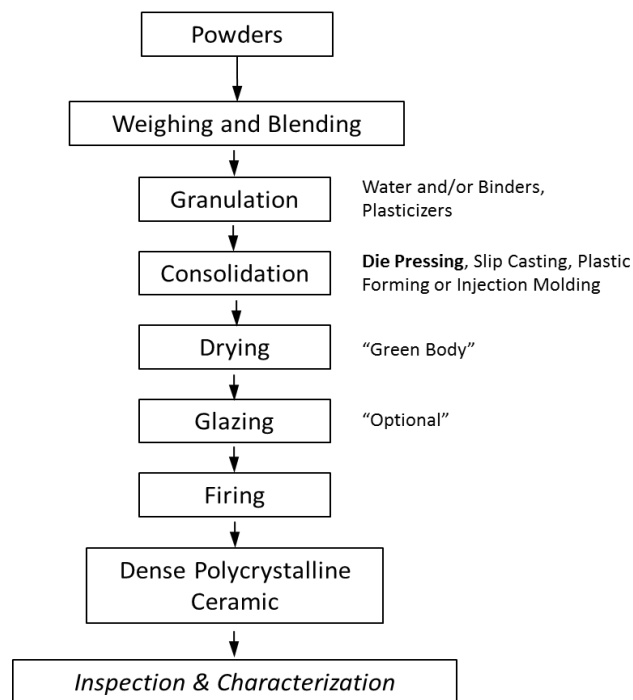 Powders
Weighing and Blending
Granulation
Water and/or Binders,
Plasticizers
Consolidation
Die Pressing, Slip Casting, Plastic
Forming or Injection Molding
Drying
“Green Body”
Glazing
“Optional”
Firing
Dense Polycrystalline
Ceramic
Inspection & Characterization